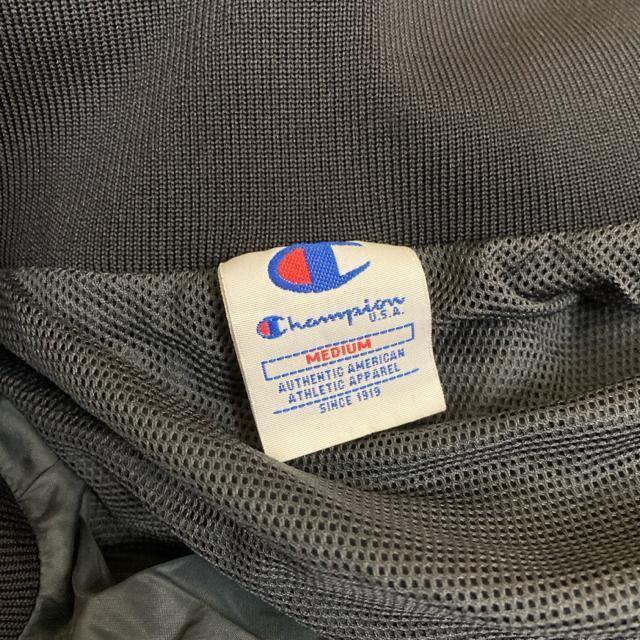 Champion
U.S.A.
MEDIUM
AUTHENTIC AMERICAN
ATHLETIC APPAREL
SINCE 1919